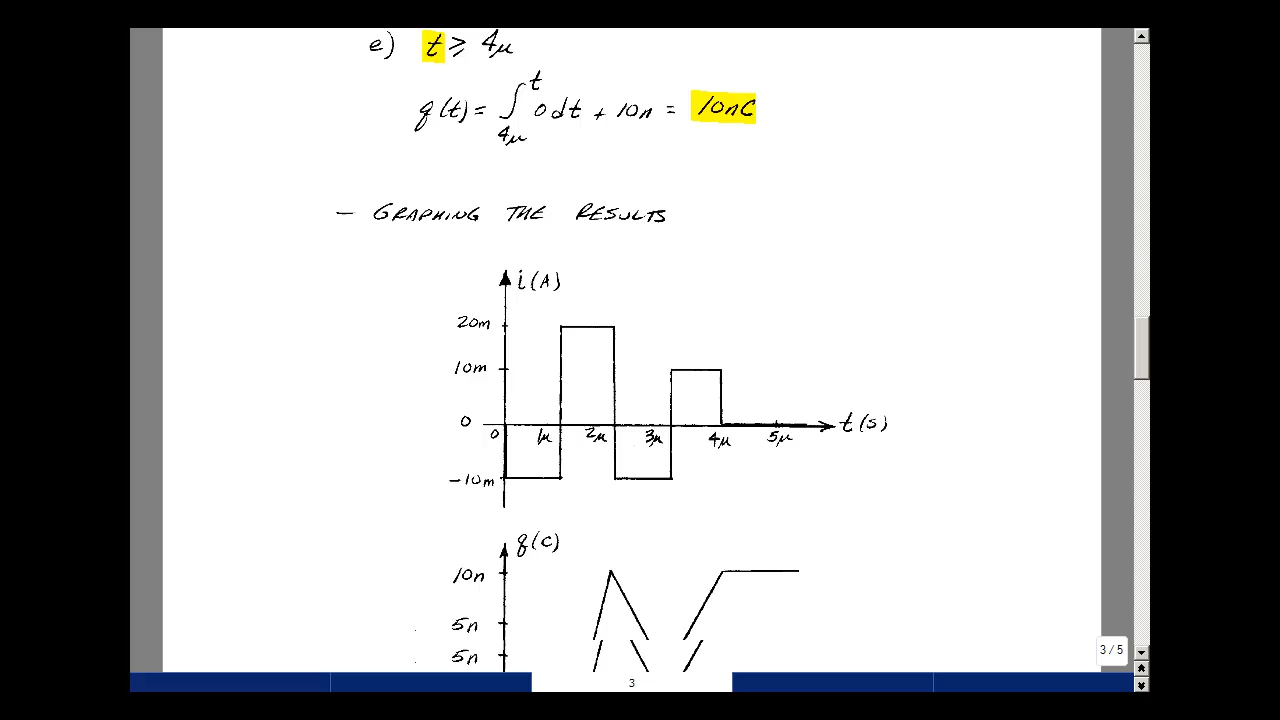 e) t ≥ 4μ
t
q(t) = ∫ 0 dt + 10n = 10nC
4μ
- GRAPHING THE RESULTS
i(A)
20m
10m
0
0 1μ 2μ 3μ 4μ 5μ t(s)
-10m
q(c)
10n
5n
5n
3 / 5
3